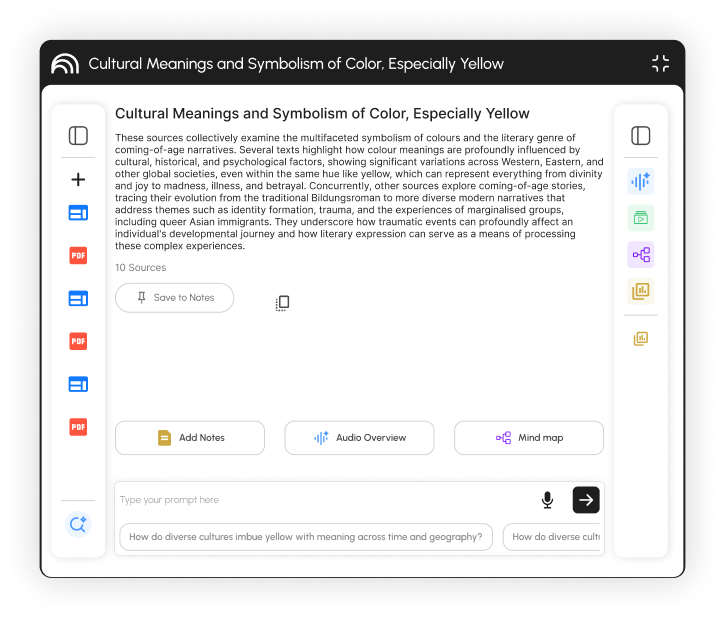 Cultural Meanings and Symbolism of Color, Especially Yellow
Cultural Meanings and Symbolism of Color, Especially Yellow
These sources collectively examine the multifaceted symbolism of colours and the literary genre of
coming-of-age narratives. Several texts highlight how colour meanings are profoundly influenced by
cultural, historical, and psychological factors, showing significant variations across Western, Eastern, and
other global societies, even within the same hue like yellow, which can represent everything from divinity
and joy to madness, illness, and betrayal. Concurrently, other sources explore coming-of-age stories,
tracing their evolution from the traditional Bildungsroman to more diverse modern narratives that
address themes such as identity formation, trauma, and the experiences of marginalised groups,
including queer Asian immigrants. They underscore how traumatic events can profoundly affect an
individual's developmental journey and how literary expression can serve as a means of processing
these complex experiences.
10 Sources
Save to Notes
PDF
PDF
PDF
Add Notes
Audio Overview
Mind map
Type your prompt here
How do diverse cultures imbue yellow with meaning across time and geography?
How do diverse cult